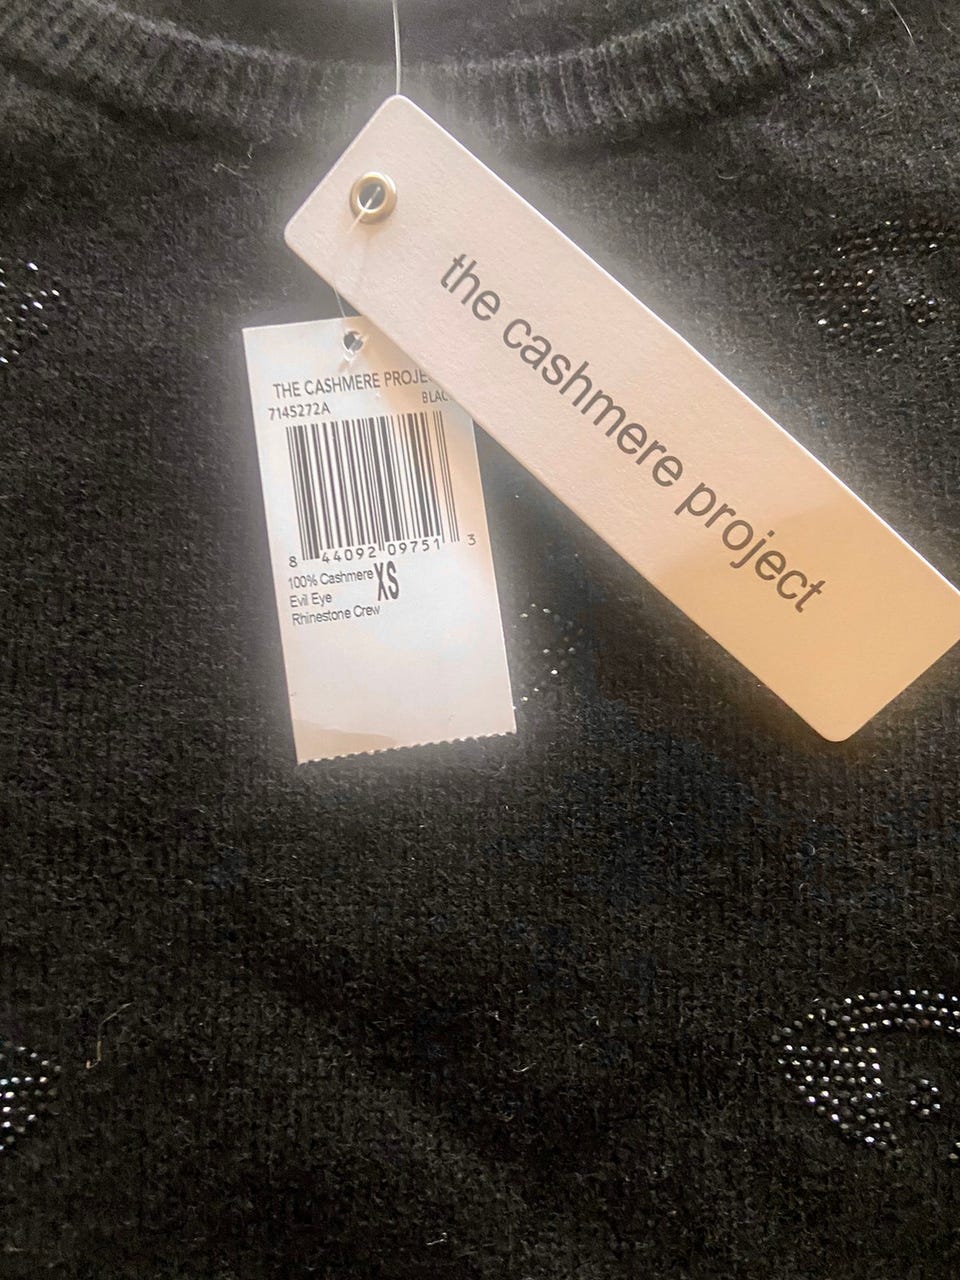 the cashmere project
THE CASHMERE PROJE
7145272A BLAC
8 44092 09751 3
100% Cashmere XS
Evil Eye
Rhinestone Crew